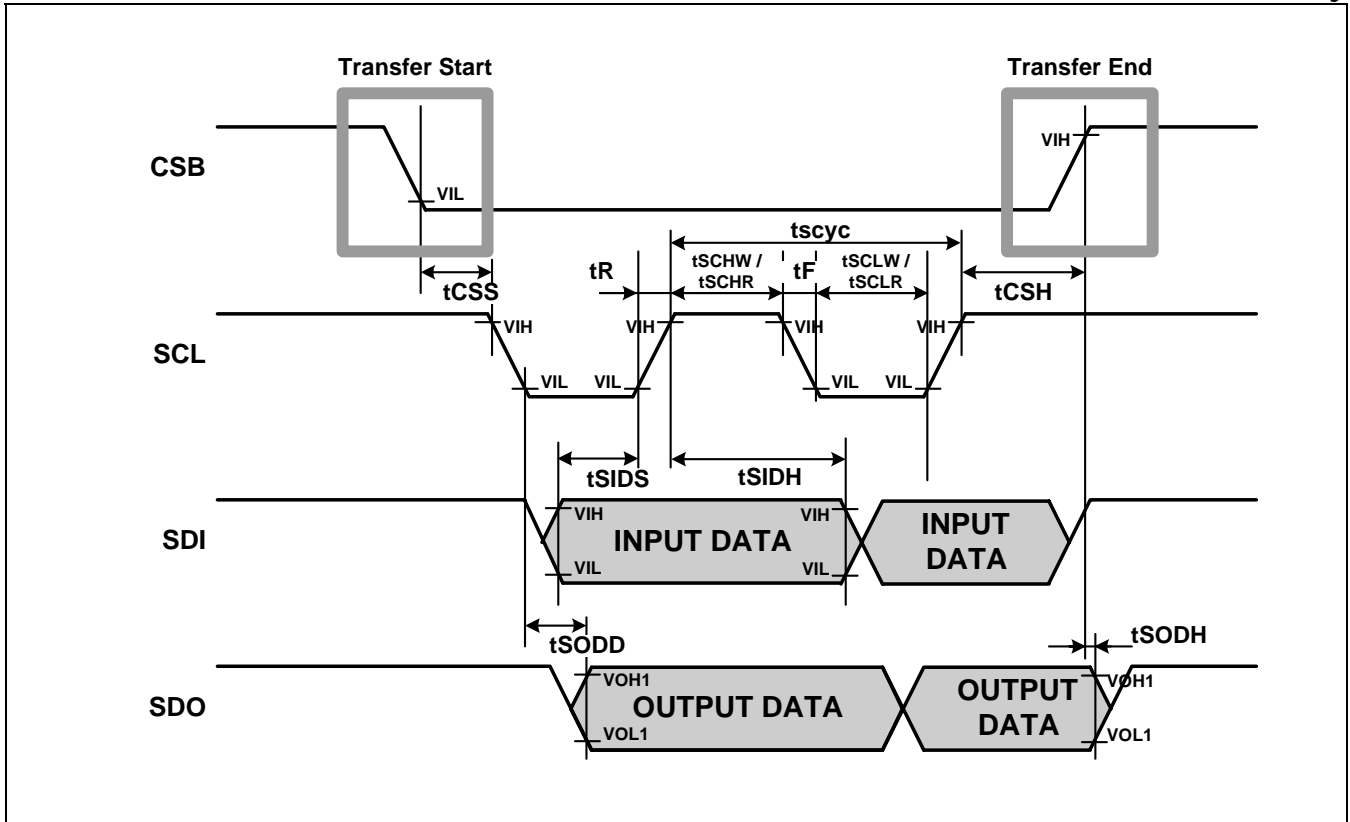 Transfer Start
Transfer End
CSB
VIL
VIH
tscyc
tCSS
tR
tSCHW /
tSCHR
tF
tSCLW /
tSCLR
tCSH
SCL
VIH
VIH
VIH
VIH
VIL
VIL
VIL
VIL
tSIDS
tSIDH
SDI
VIH
VIL
INPUT DATA
VIH
VIL
INPUT
DATA
tSODD
tSODH
SDO
VOH1
VOL1
OUTPUT DATA
OUTPUT
DATA
VOH1
VOL1